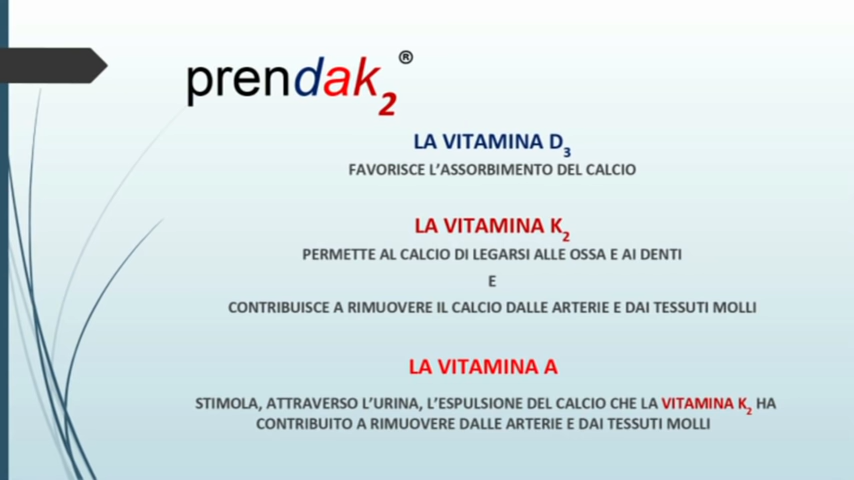 prendak₂®
LA VITAMINA D₃
FAVORISCE L’ASSORBIMENTO DEL CALCIO
LA VITAMINA K₂
PERMETTE AL CALCIO DI LEGARSI ALLE OSSA E AI DENTI
E
CONTRIBUISCE A RIMUOVERE IL CALCIO DALLE ARTERIE E DAI TESSUTI MOLLI
LA VITAMINA A
STIMOLA, ATTRAVERSO L’URINA, L’ESPULSIONE DEL CALCIO CHE LA VITAMINA K₂ HA
CONTRIBUITO A RIMUOVERE DALLE ARTERIE E DAI TESSUTI MOLLI